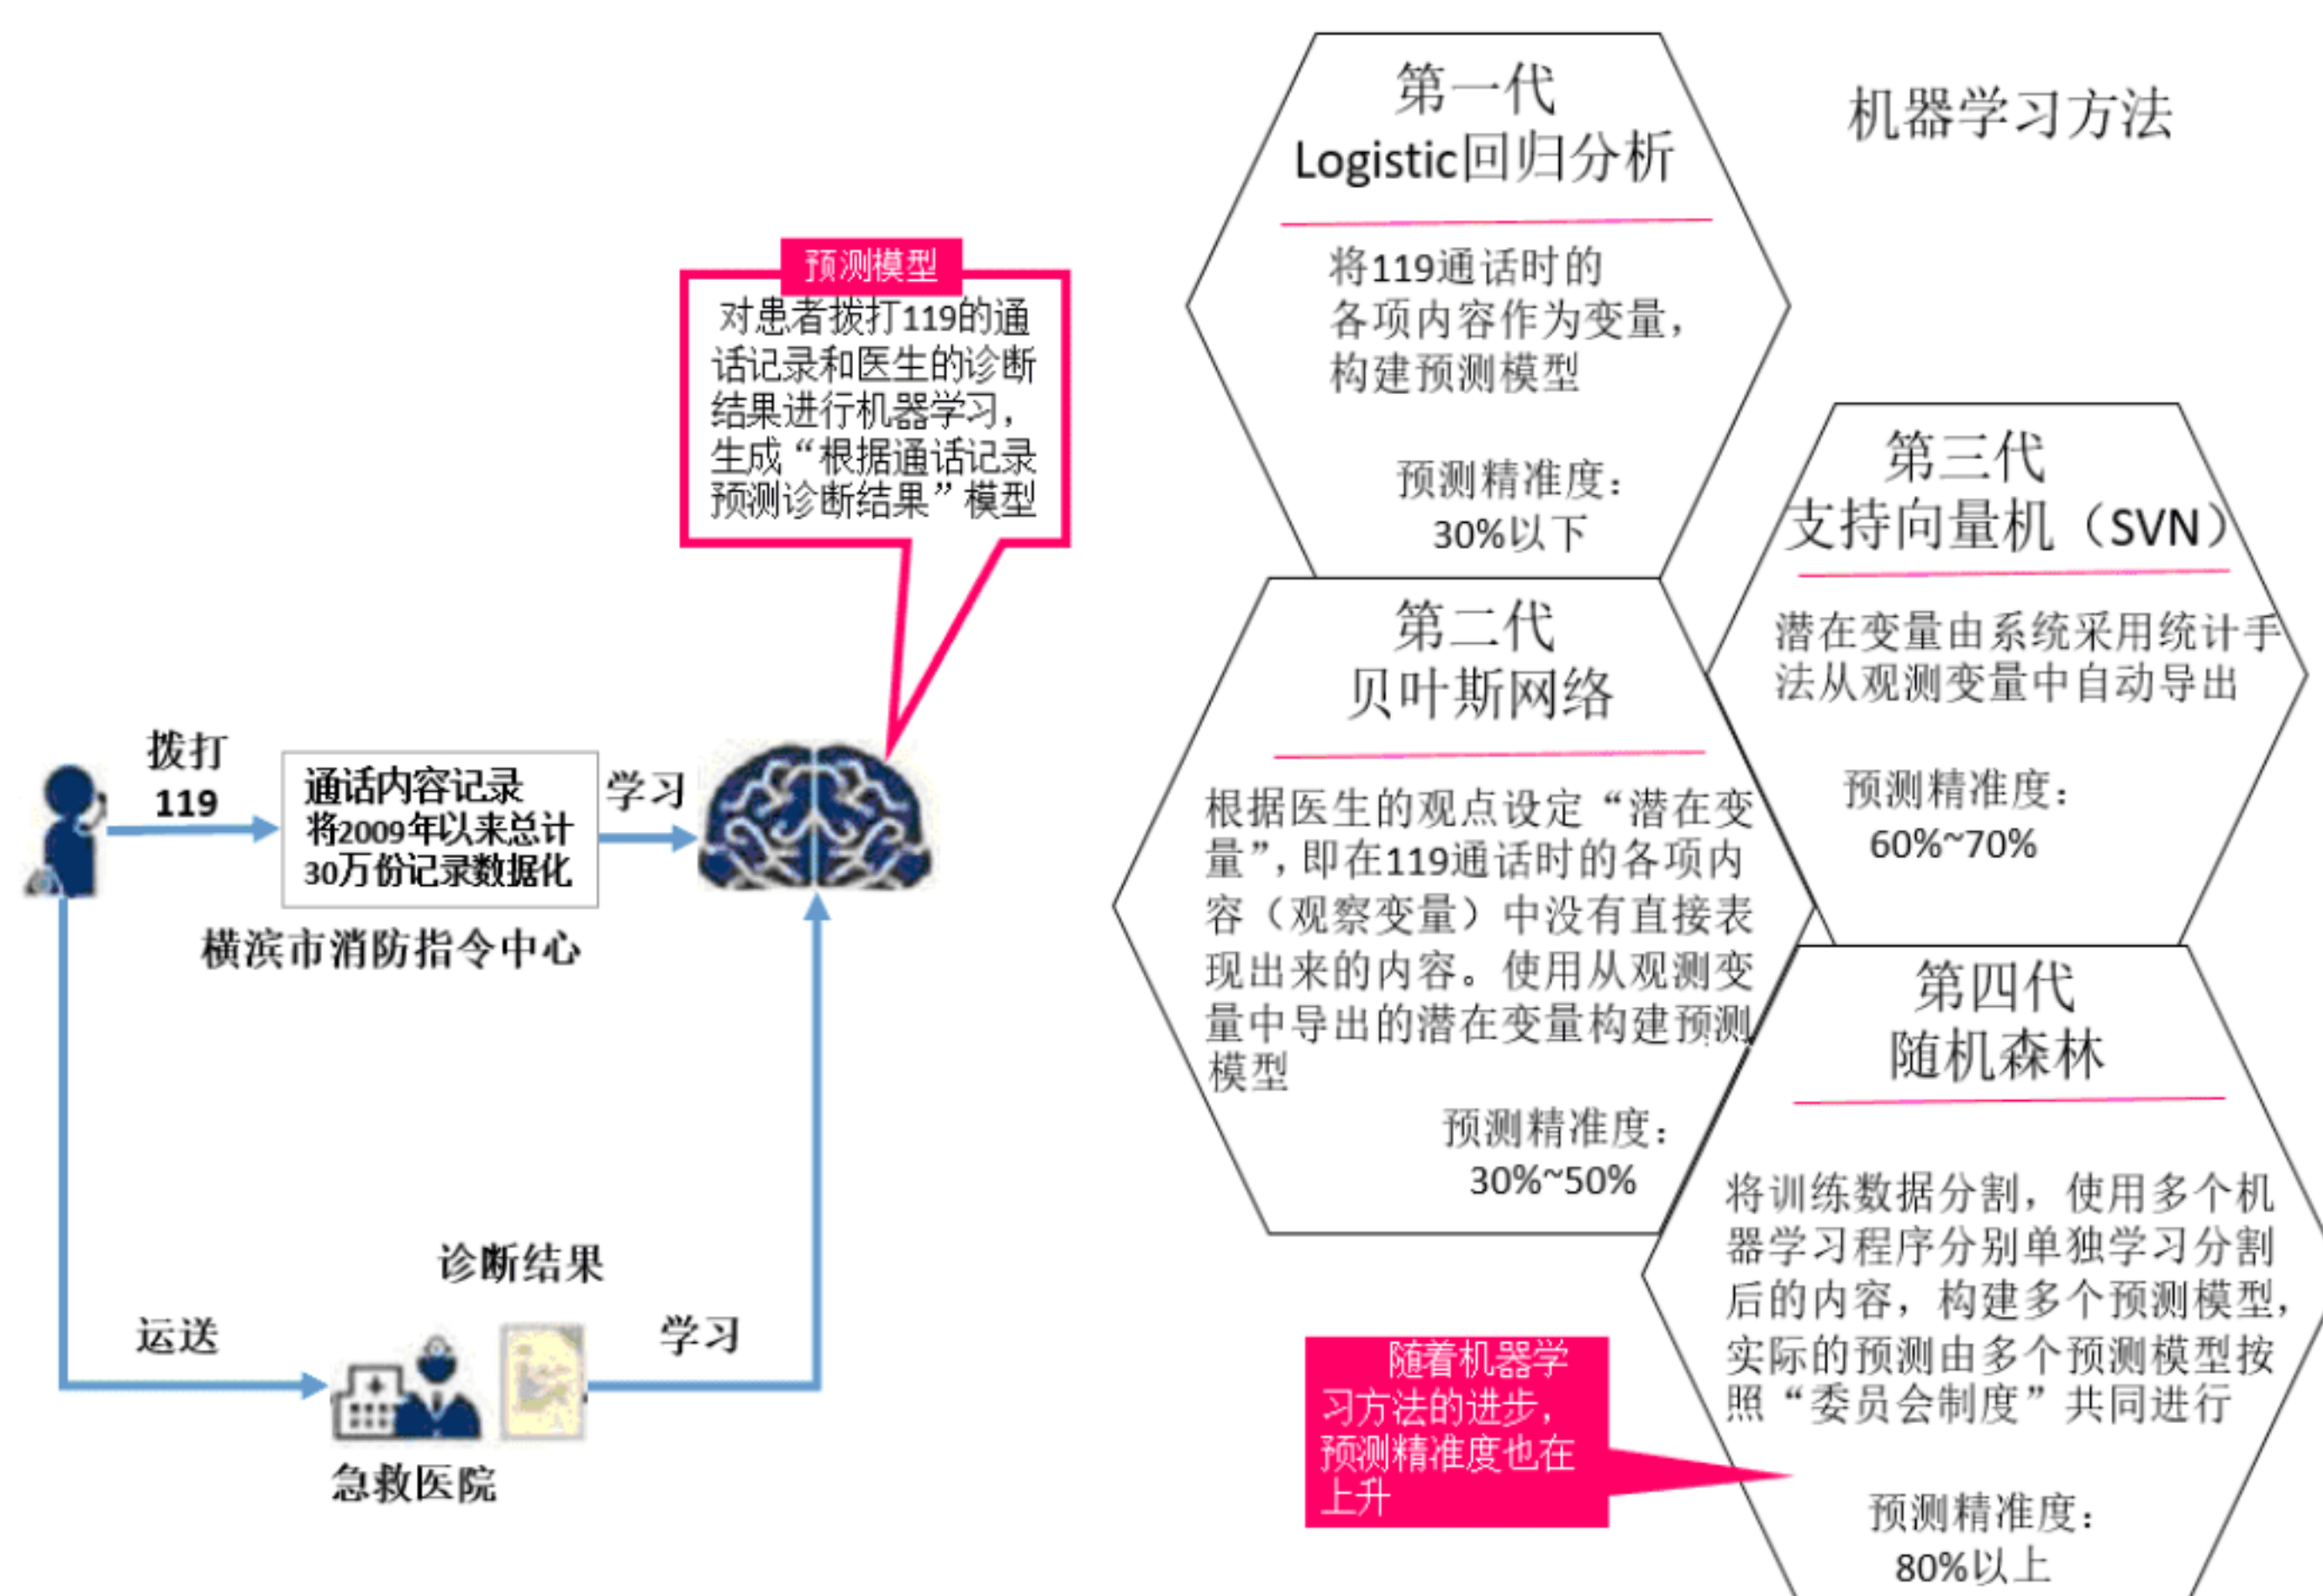 预测模型
对患者拨打119的通
话记录和医生的诊断
结果进行机器学习，
生成“根据通话记录
预测诊断结果”模型
拨打
119
通话内容记录
将2009年以来总计
30万份记录数据化
学习
横滨市消防指令中心
诊断结果
运送
学习
急救医院
机器学习方法
第一代
Logistic回归分析
将119通话时的
各项内容作为变量，
构建预测模型
预测精准度：
30%以下
第二代
贝叶斯网络
根据医生的观点设定“潜在变
量”，即在119通话时的各项内
容（观察变量）中没有直接表
现出来的内容。使用从观测变
量中导出的潜在变量构建预测
模型
预测精准度：
30%~50%
第三代
支持向量机（SVN）
潜在变量由系统采用统计手
法从观测变量中自动导出
预测精准度：
60%~70%
第四代
随机森林
将训练数据分割，使用多个机
器学习程序分别单独学习分割
后的内容，构建多个预测模型，
实际的预测由多个预测模型按
照“委员会制度”共同进行
预测精准度：
80%以上
随着机器学
习方法的进步，
预测精准度也在
上升